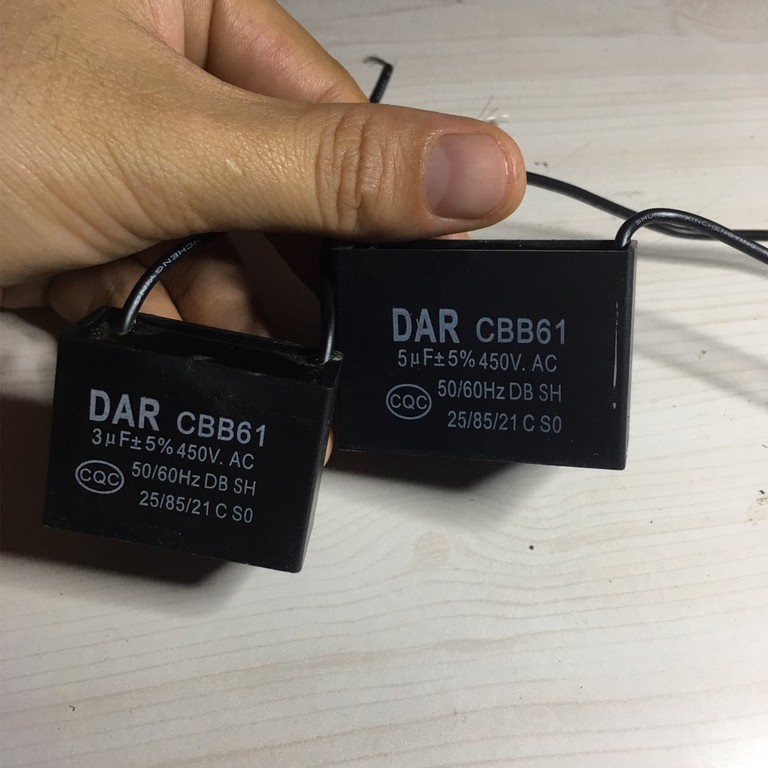 DAR CBB61
3µF±5% 450V. AC
CQC
50/60Hz DB SH
25/85/21 C S0
DAR CBB61
5µF±5% 450V. AC
CQC
50/60Hz DB SH
25/85/21 C S0